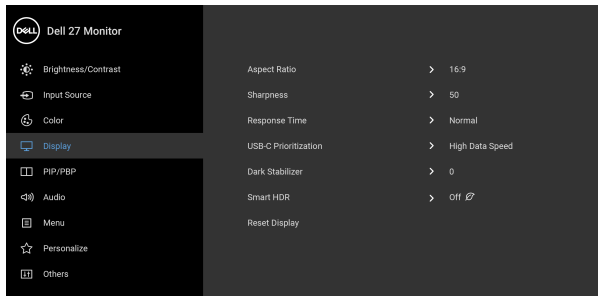 DELL Dell 27 Monitor
Brightness/Contrast
Input Source
Color
Display
PIP/PBP
Audio
Menu
Personalize
Others
Aspect Ratio 16:9
Sharpness 50
Response Time Normal
USB-C Prioritization High Data Speed
Dark Stabilizer 0
Smart HDR Off
Reset Display